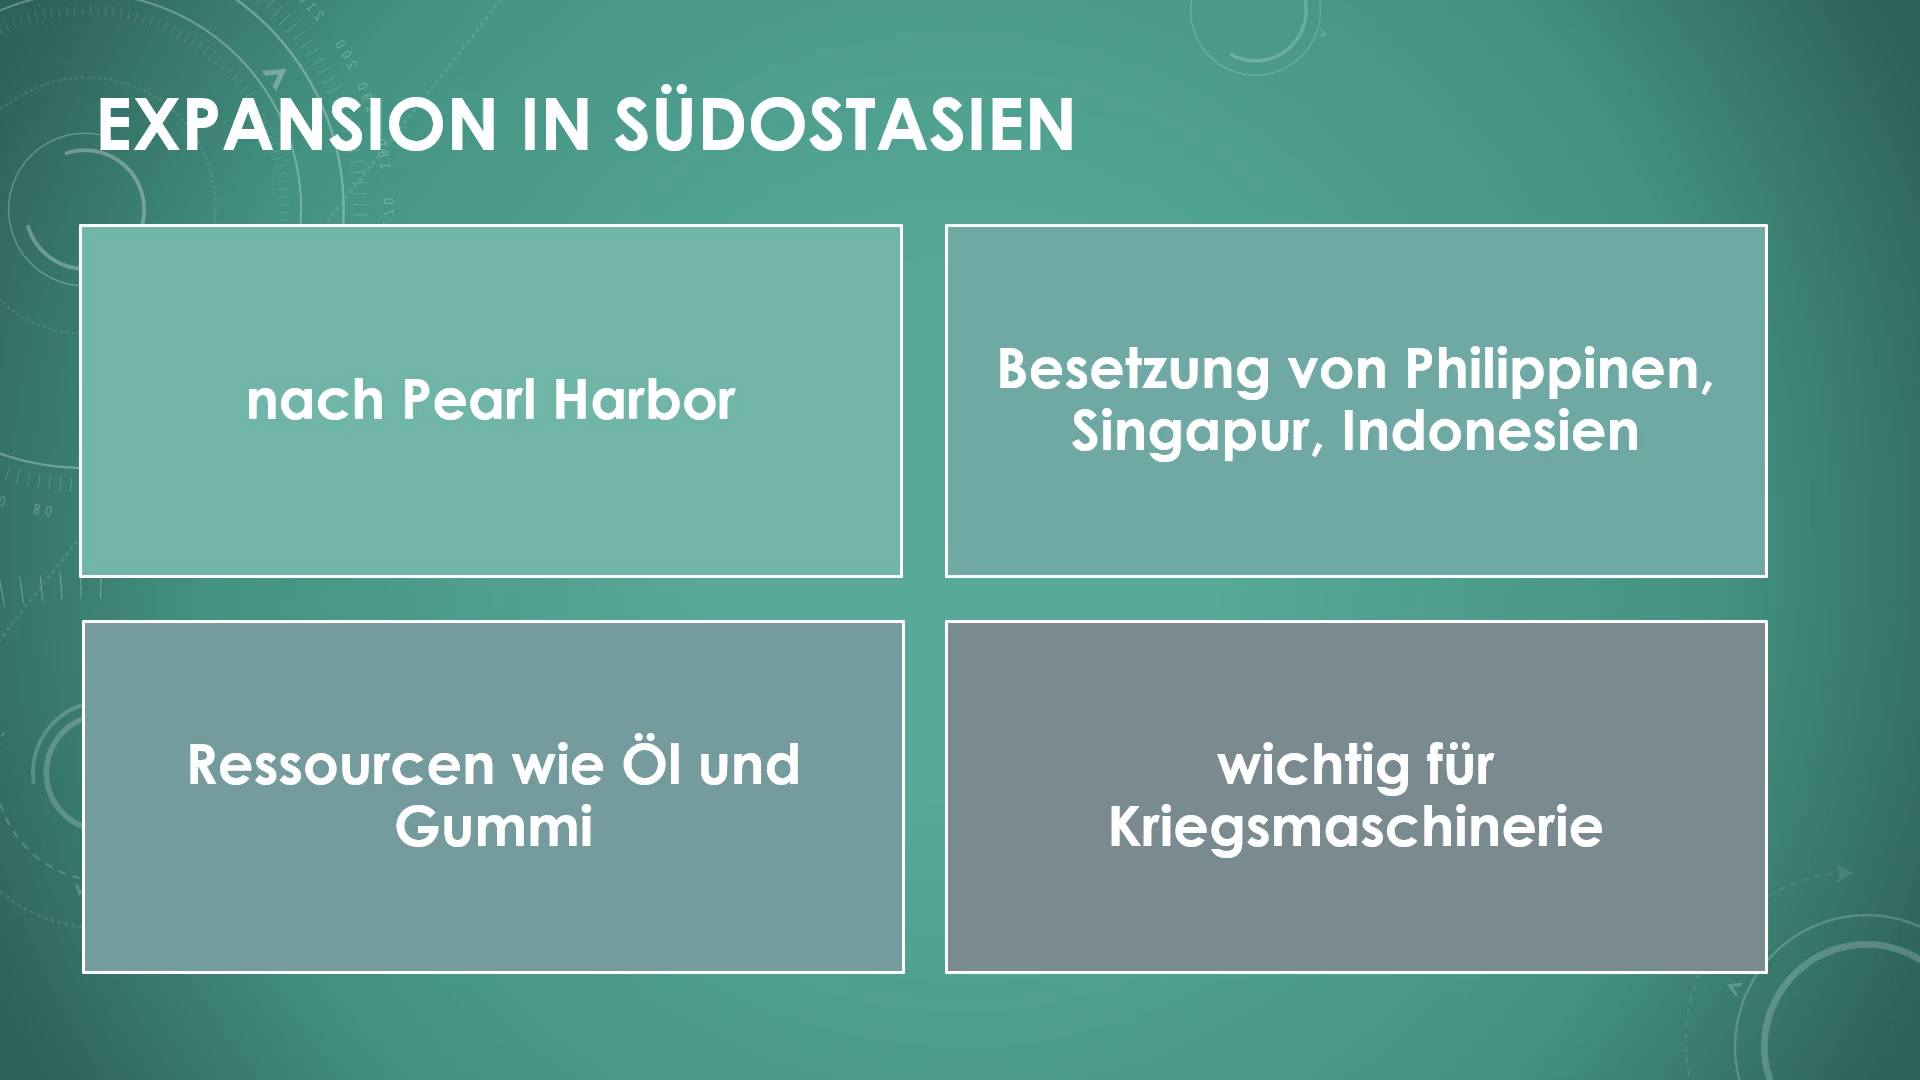 EXPANSION IN SÜDOSTASIEN
nach Pearl Harbor
Besetzung von Philippinen,
Singapur, Indonesien
Ressourcen wie Öl und
Gummi
wichtig für
Kriegsmaschinerie